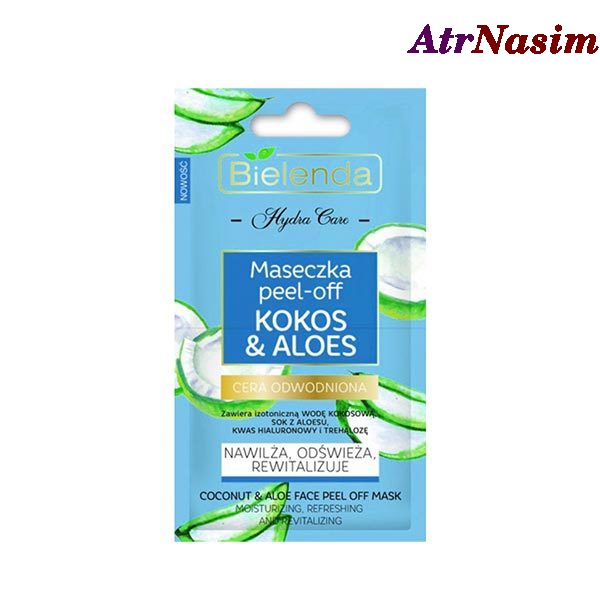 AtrNasim
NOWOŚĆ
Bielenda
Hydra Care
Maseczka
peel-off
KOKOS
& ALOES
CERA ODWODNIONA
Zawiera izotoniczną WODĘ KOKOSOWĄ,
SOK Z ALOESU,
KWAS HIALURONOWY i TREHALOZĘ
NAWILŻA, ODŚWIEŻA,
REWITALIZUJE
COCONUT & ALOE FACE PEEL OFF MASK
MOISTURIZING, REFRESHING
AND REVITALIZING